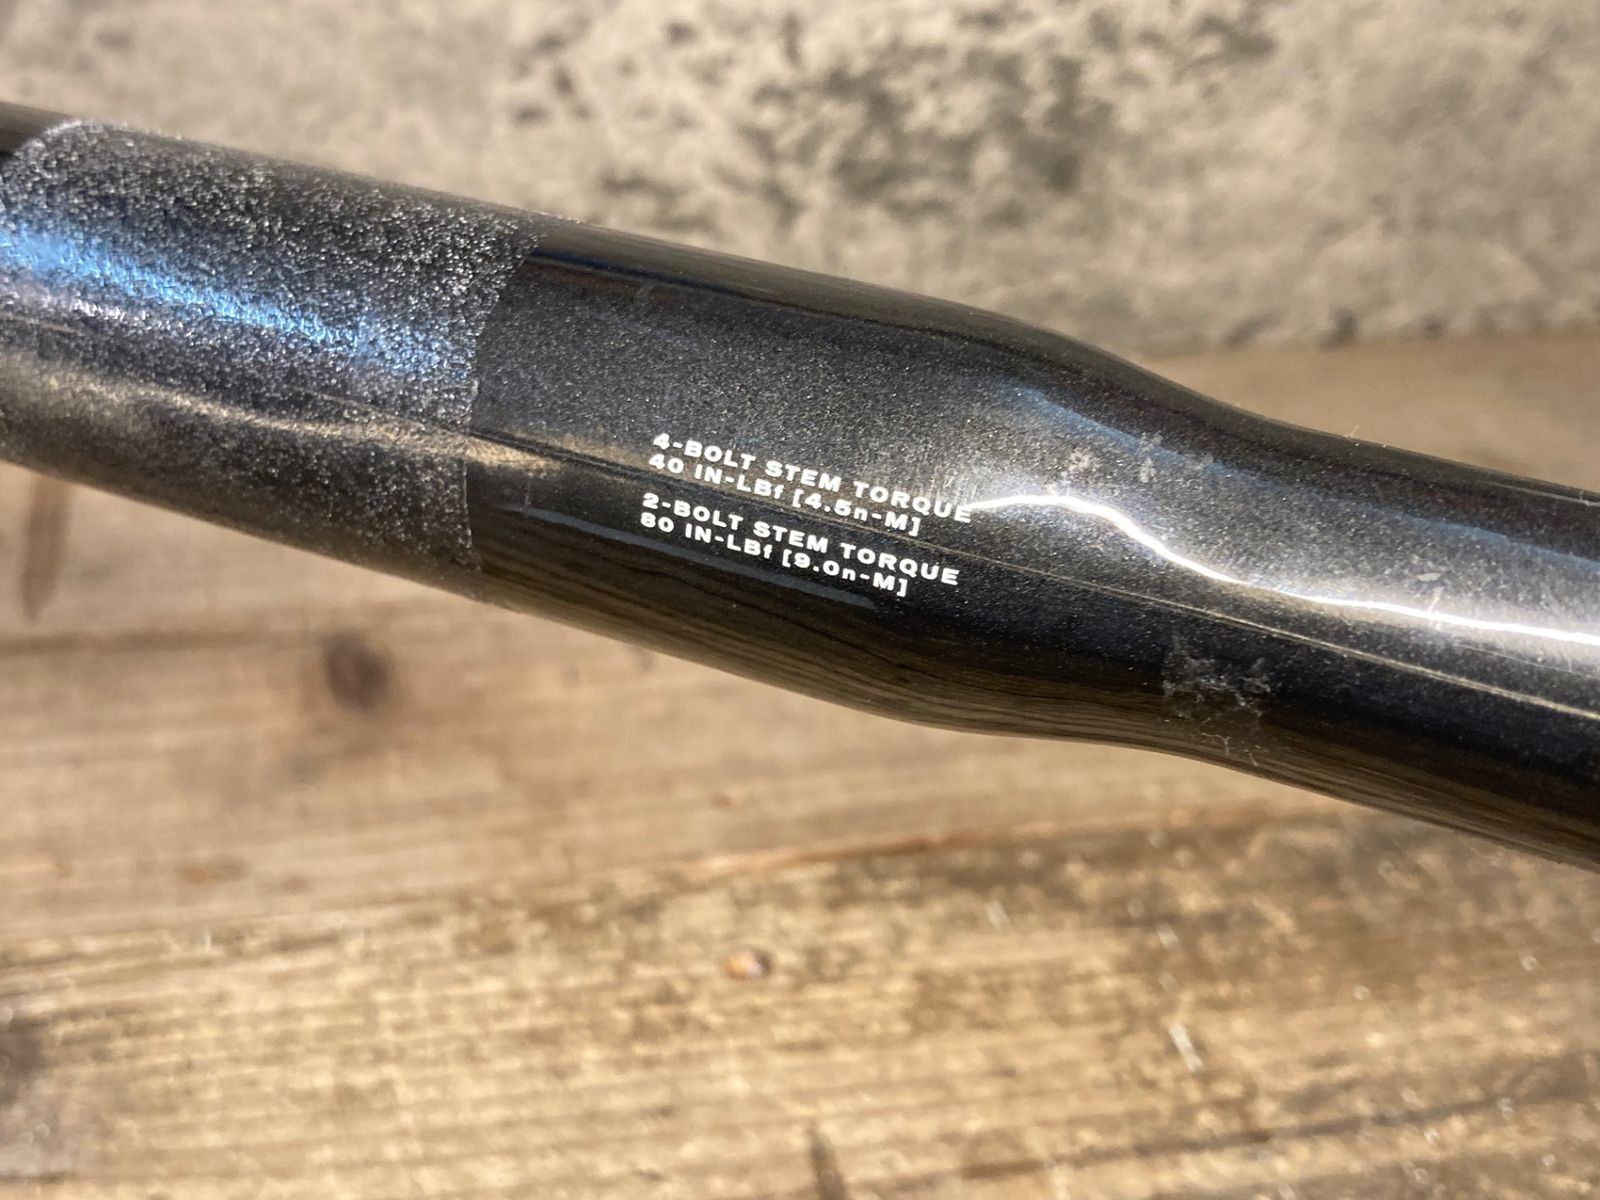 4-BOLT STEM TORQUE
40 IN-LBf [4.5n-M]
2-BOLT STEM TORQUE
80 IN-LBf [9.0n-M]